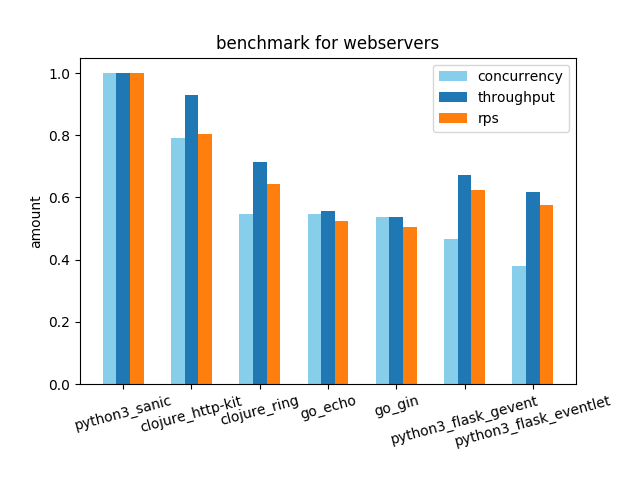 benchmark for webservers
concurrency
throughput
rps
amount
1.0
0.8
0.6
0.4
0.2
0.0
python3_sanic
clojure_http-kit
clojure_ring
go_echo
go_gin
python3_flask_gevent
python3_flask_eventlet